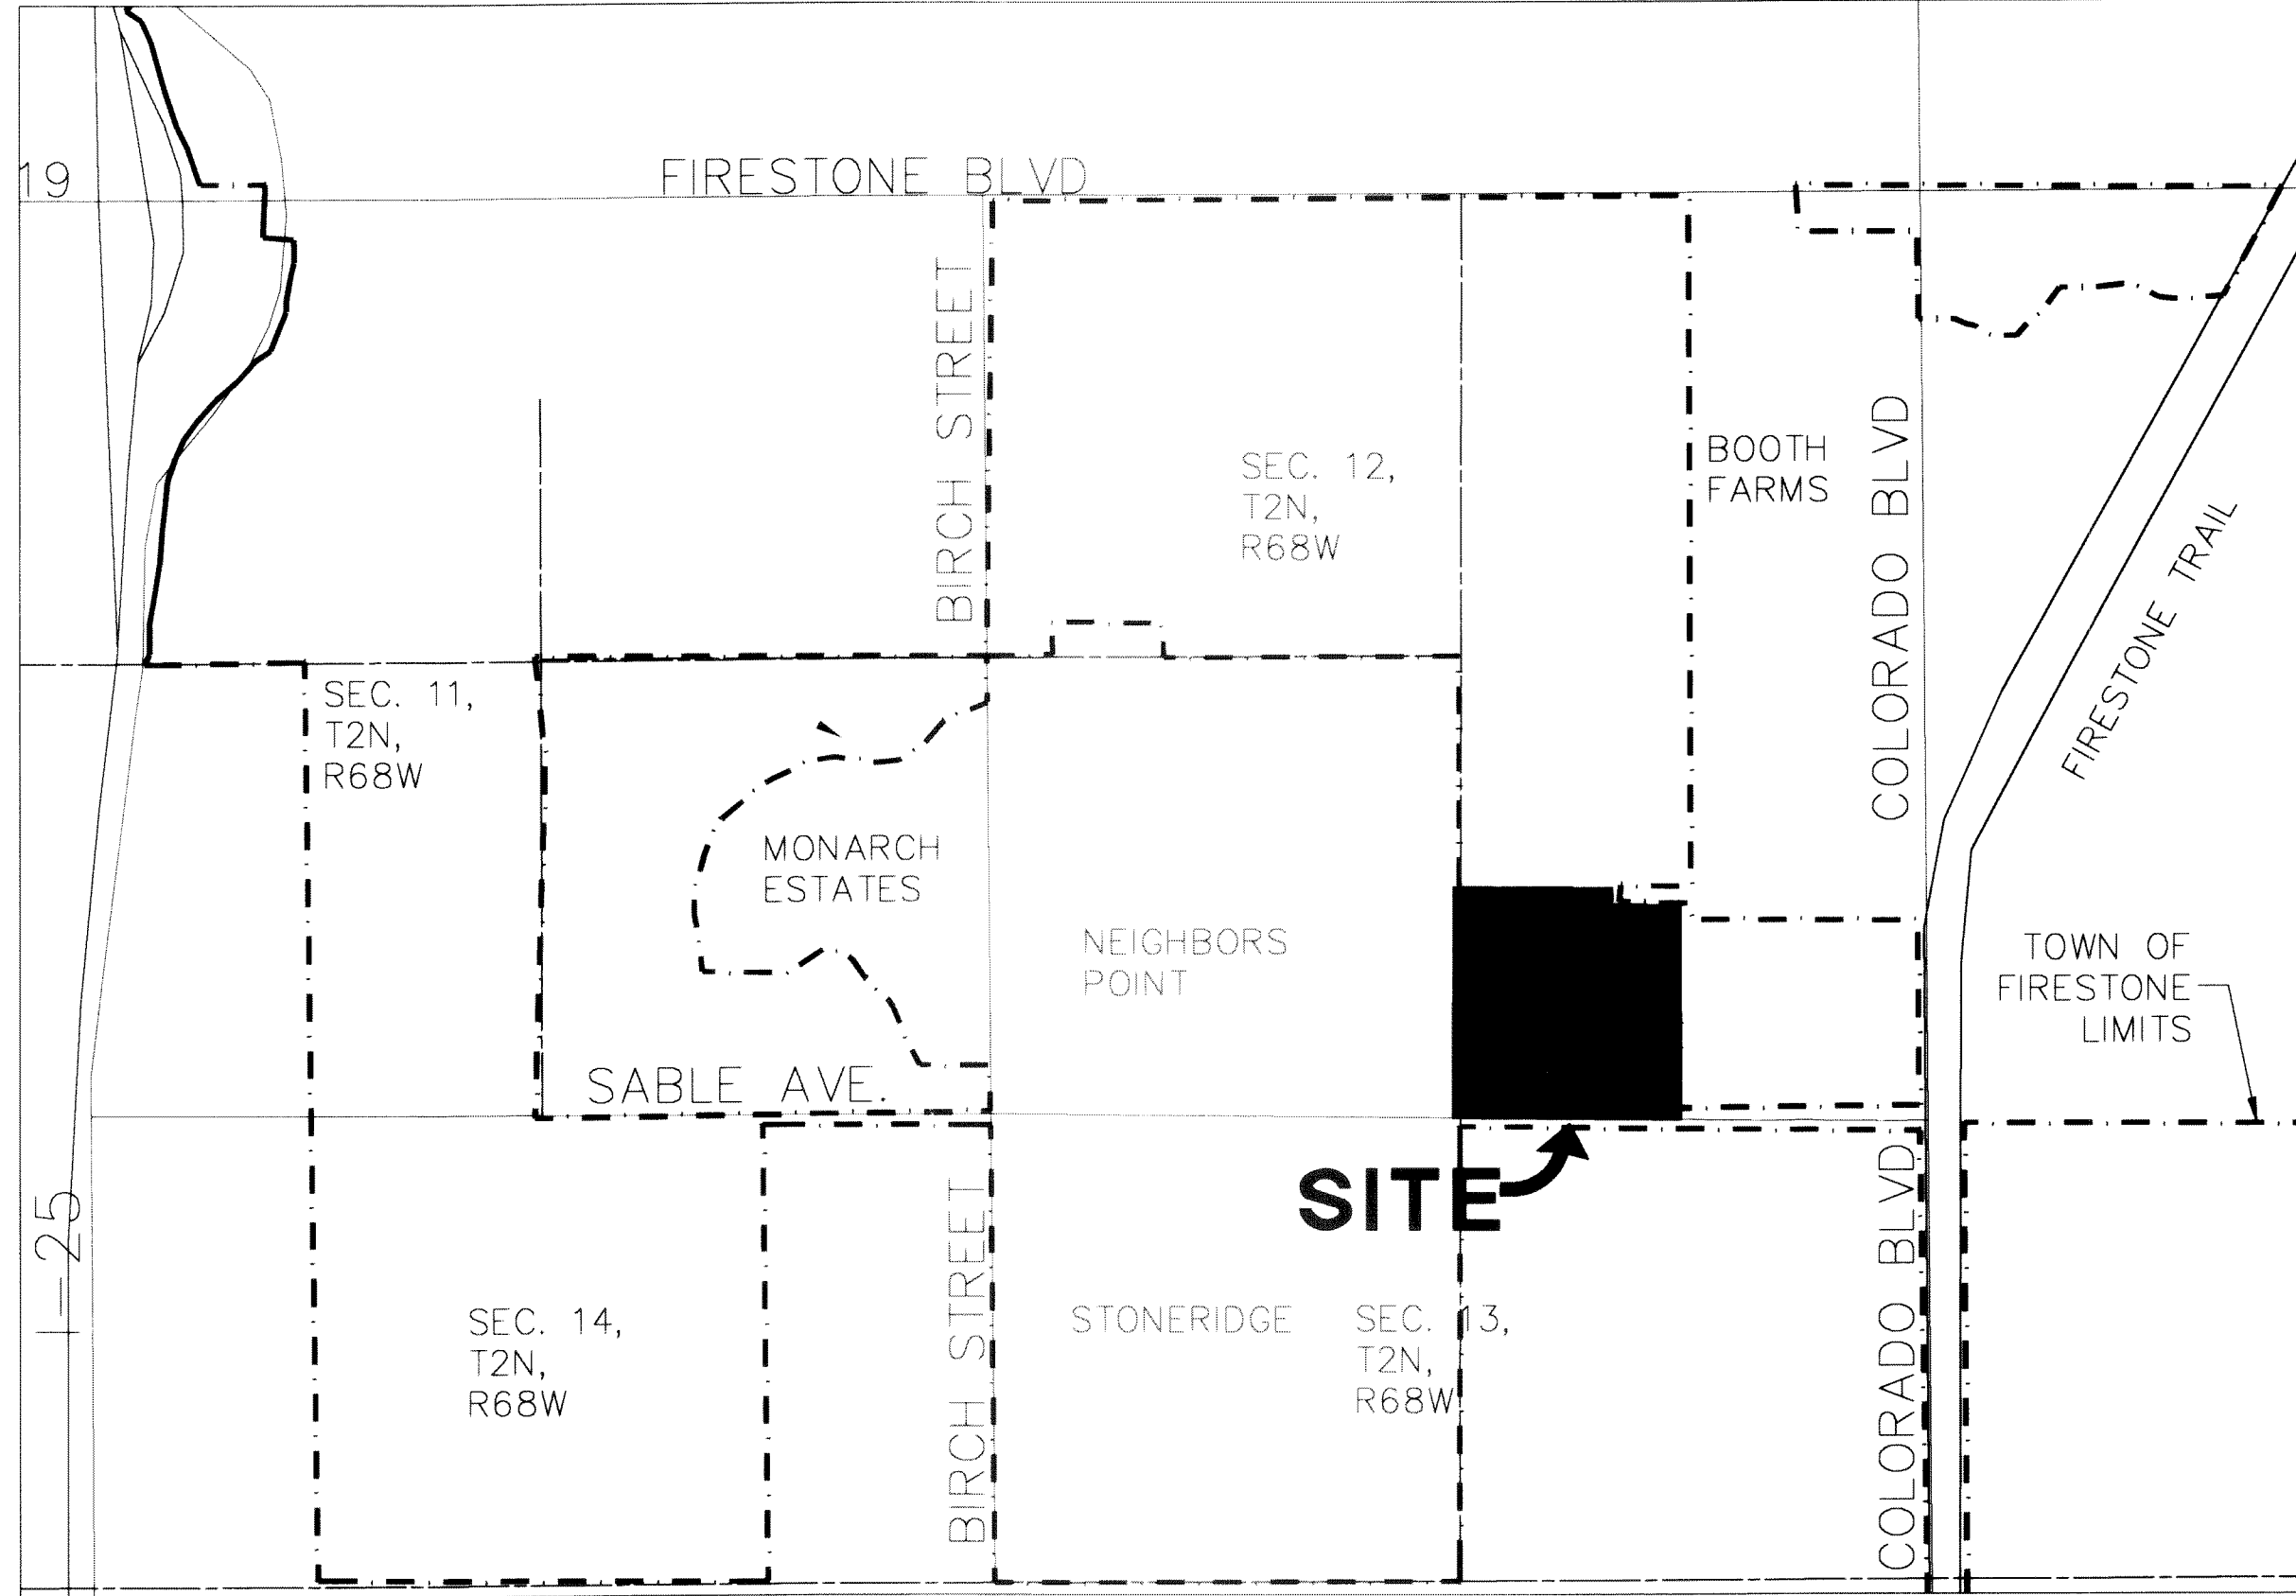 19
FIRESTONE BLVD
BIRCH STREET
SEC. 12,
T2N,
R68W
BOOTH
FARMS
COLORADO BLVD
FIRESTONE TRAIL
SEC. 11,
T2N,
R68W
MONARCH
ESTATES
NEIGHBORS
POINT
TOWN OF
FIRESTONE
LIMITS
SABLE AVE.
SITE
I-25
BIRCH STREET
COLORADO BLVD
SEC. 14,
T2N,
R68W
STONERIDGE
SEC. 13,
T2N,
R68W